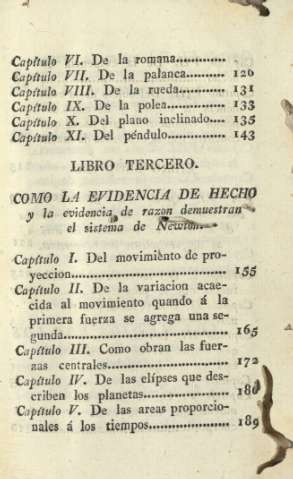 Capítulo VI. De la romana.............
Capítulo VII. De la palanca........... 120
Capítulo VIII. De la rueda............ 131
Capítulo IX. De la polea.............. 133
Capítulo X. Del plano inclinado.... 135
Capítulo XI. Del péndulo............. 143
LIBRO TERCERO.
COMO LA EVIDENCIA DE HECHO
y la evidencia de razon demuestran
el sistema de Newton.
Capítulo I. Del movimiento de pro-
yeccion.................................... 155
Capítulo II. De la variacion acae-
cida al movimiento quando á la
primera fuerza se agrega una se-
gunda...................................... 165
Capítulo III. Como obran las fuer-
zas centrales............................. 172
Capítulo IV. De las elípses que des-
criben los planetas..................... 180
Capítulo V. De las areas proporcio-
nales á los tiempos.................... 189